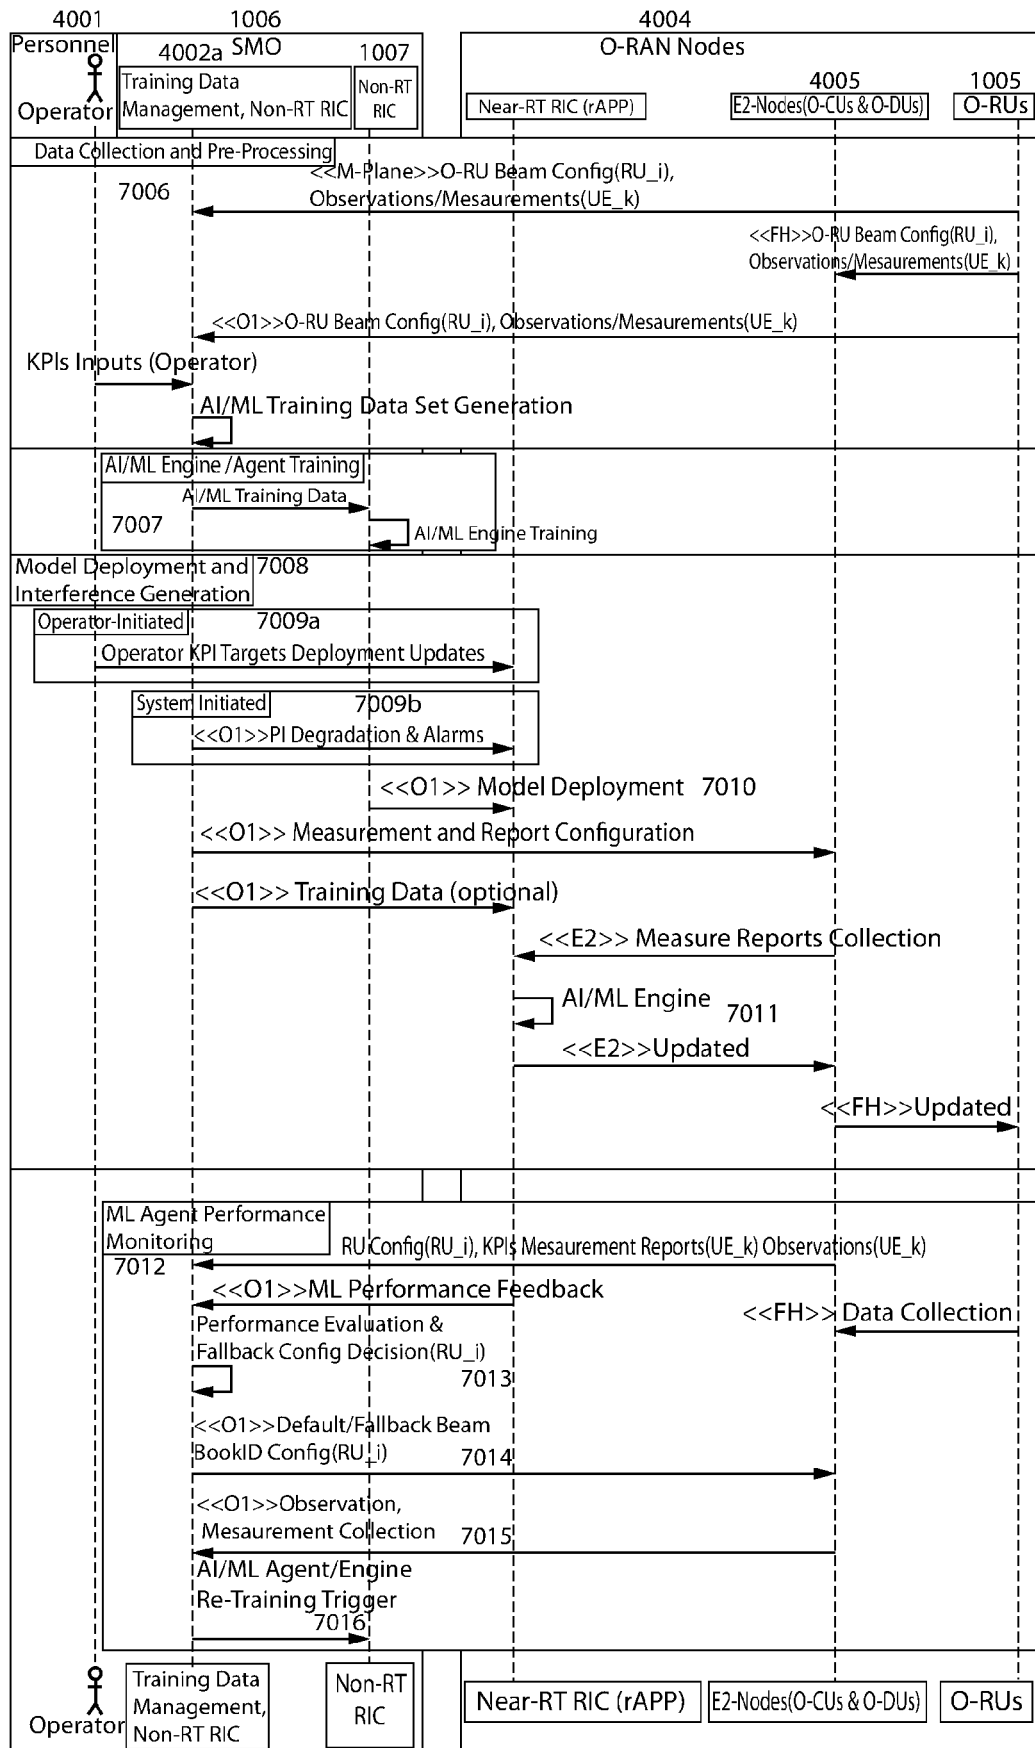 4001
1006
4004
Personnel
SMO
O-RAN Nodes
4002a
1007
4005
1005
Operator
Training Data
Management, Non-RT RIC
Non-RT
RIC
Near-RT RIC (rAPP)
E2-Nodes(O-CUs & O-DUs)
O-RUs
Data Collection and Pre-Processing
7006
<<M-Plane>>O-RU Beam Config(RU_i),
Observations/Mesaurements(UE_k)
<<FH>>O-RU Beam Config(RU_i),
Observations/Mesaurements(UE_k)
<<O1>>O-RU Beam Config(RU_i), Observations/Mesaurements(UE_k)
KPIs Inputs (Operator)
AI/ML Training Data Set Generation
AI/ML Engine /Agent Training
AI/ML Training Data
7007
AI/ML Engine Training
Model Deployment and
Interference Generation
7008
Operator-Initiated
7009a
Operator KPI Targets Deployment Updates
System Initiated
7009b
<<O1>>PI Degradation & Alarms
<<O1>> Model Deployment
7010
<<O1>> Measurement and Report Configuration
<<O1>> Training Data (optional)
<<E2>> Measure Reports Collection
AI/ML Engine
7011
<<E2>>Updated
<<FH>>Updated
ML Agent Performance
Monitoring
7012
RU Config(RU_i), KPIs Mesaurement Reports(UE_k) Observations(UE_k)
<<O1>>ML Performance Feedback
<<FH>> Data Collection
Performance Evaluation &
Fallback Config Decision(RU_i)
7013
<<O1>>Default/Fallback Beam
BookID Config(RU_i)
7014
<<O1>>Observation,
Mesaurement Collection
7015
AI/ML Agent/Engine
Re-Training Trigger
7016
Operator
Training Data
Management,
Non-RT RIC
Non-RT
RIC
Near-RT RIC (rAPP)
E2-Nodes(O-CUs & O-DUs)
O-RUs